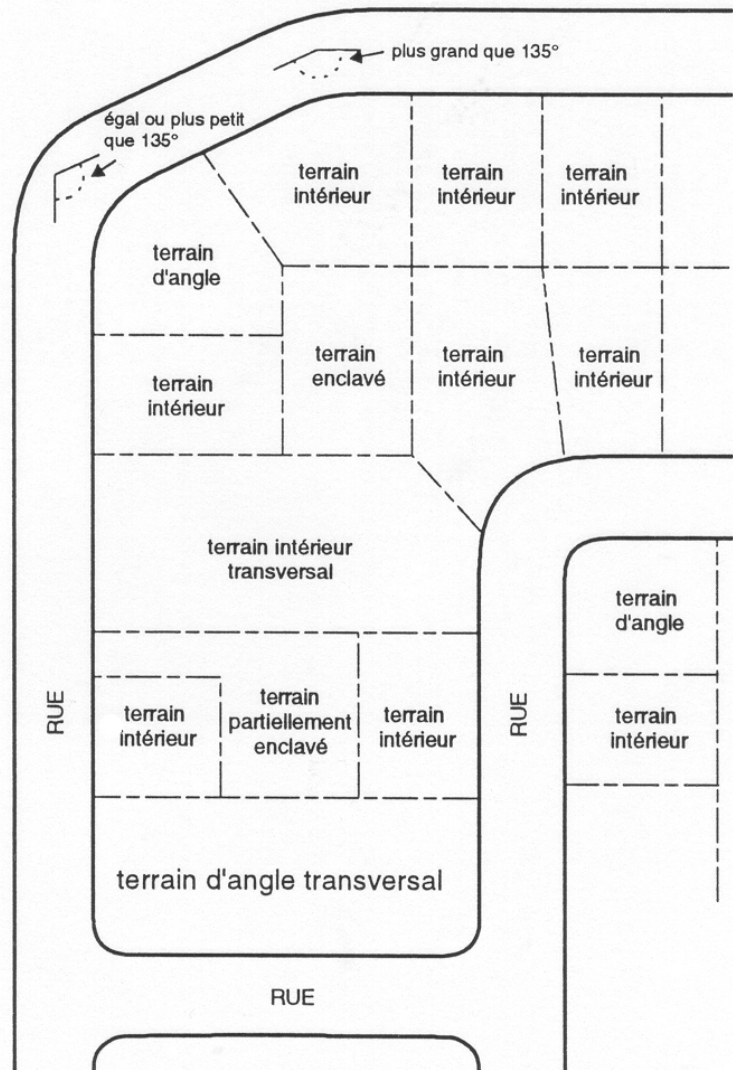 plus grand que 135°
égal ou plus petit
que 135°
terrain
intérieur
terrain
intérieur
terrain
intérieur
terrain
d'angle
terrain
intérieur
terrain
enclavé
terrain
intérieur
terrain
intérieur
terrain intérieur
transversal
terrain
d'angle
RUE
terrain
intérieur
terrain
partiellement
enclavé
terrain
intérieur
RUE
terrain
intérieur
terrain d'angle transversal
RUE